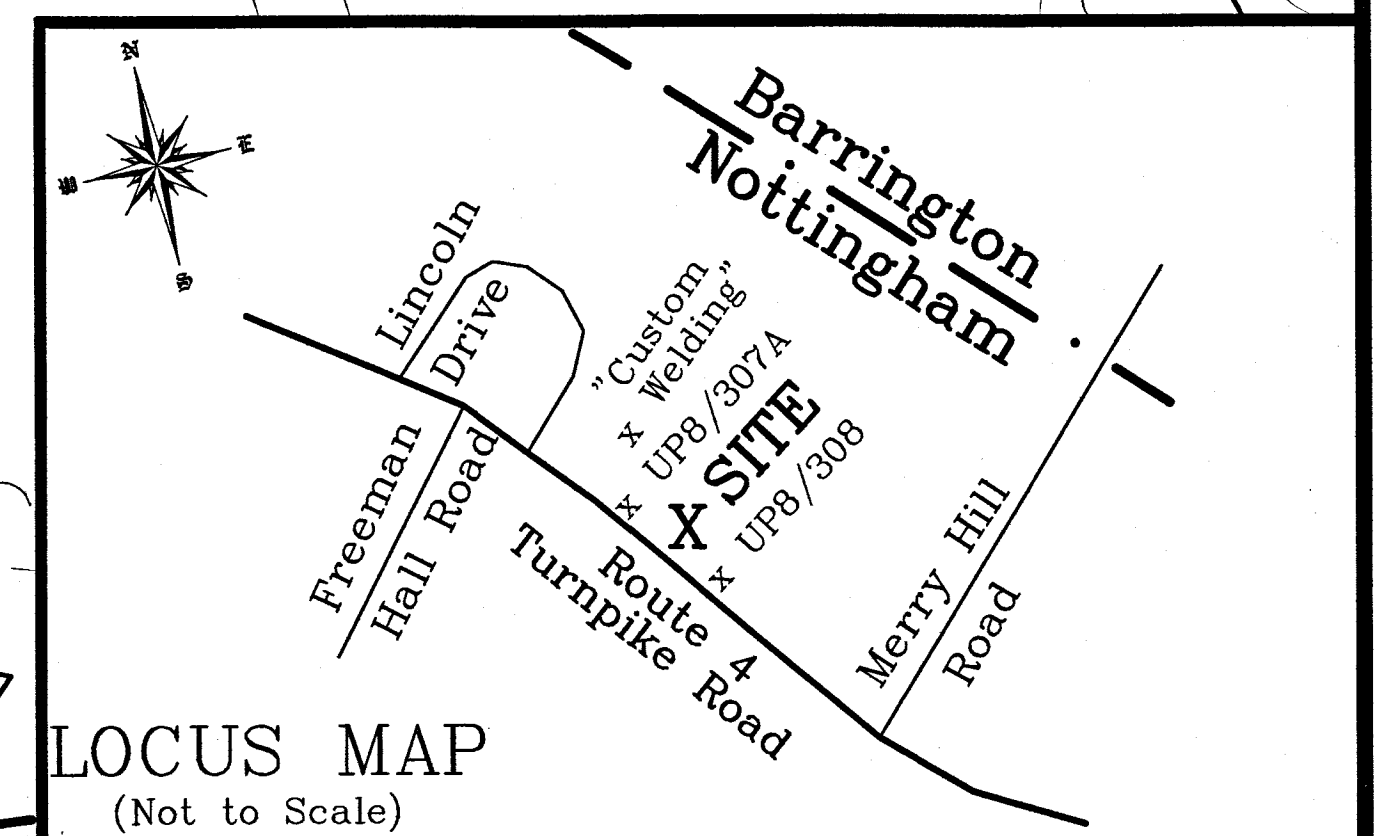 N
E
S
W
Barrington
Nottingham
Lincoln
Drive
"Custom
Welding"
x
UP8/307A
x
SITE
X
UP8/308
x
Freeman
Hall Road
Route 4
Turnpike Road
Merry Hill
Road
LOCUS MAP
(Not to Scale)